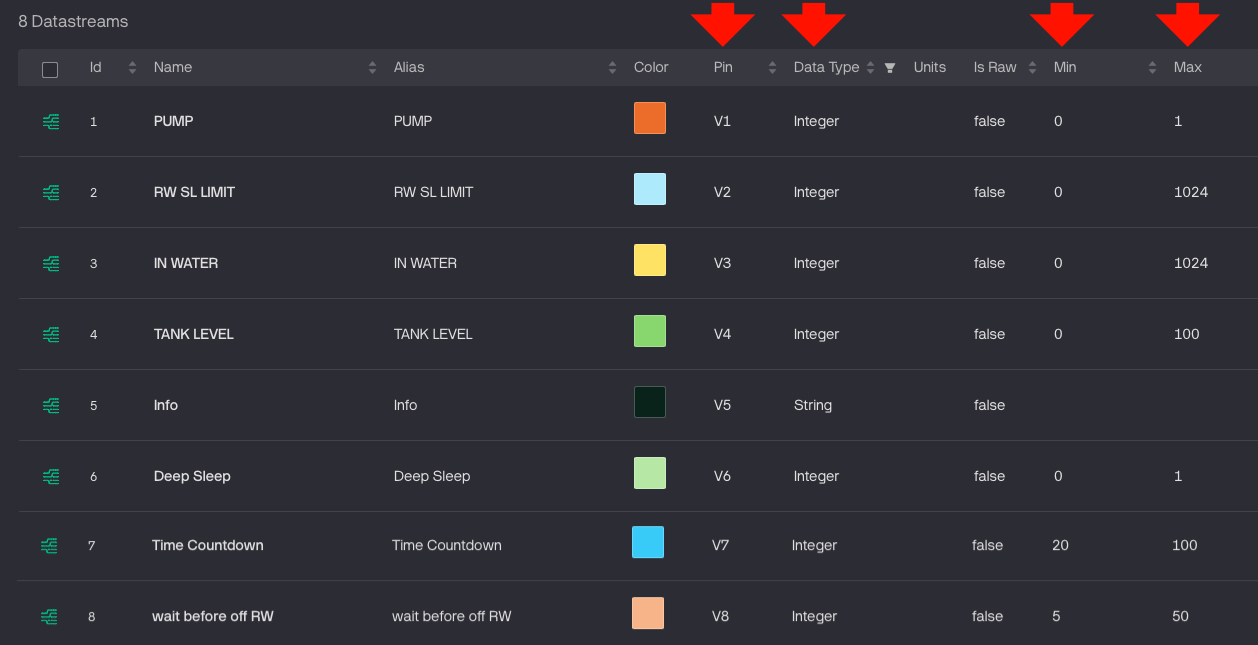 8 Datastreams
Id Name Alias Color Pin Data Type Units Is Raw Min Max
1 PUMP PUMP V1 Integer false 0 1
2 RW SL LIMIT RW SL LIMIT V2 Integer false 0 1024
3 IN WATER IN WATER V3 Integer false 0 1024
4 TANK LEVEL TANK LEVEL V4 Integer false 0 100
5 Info Info V5 String false
6 Deep Sleep Deep Sleep V6 Integer false 0 1
7 Time Countdown Time Countdown V7 Integer false 20 100
8 wait before off RW wait before off RW V8 Integer false 5 50